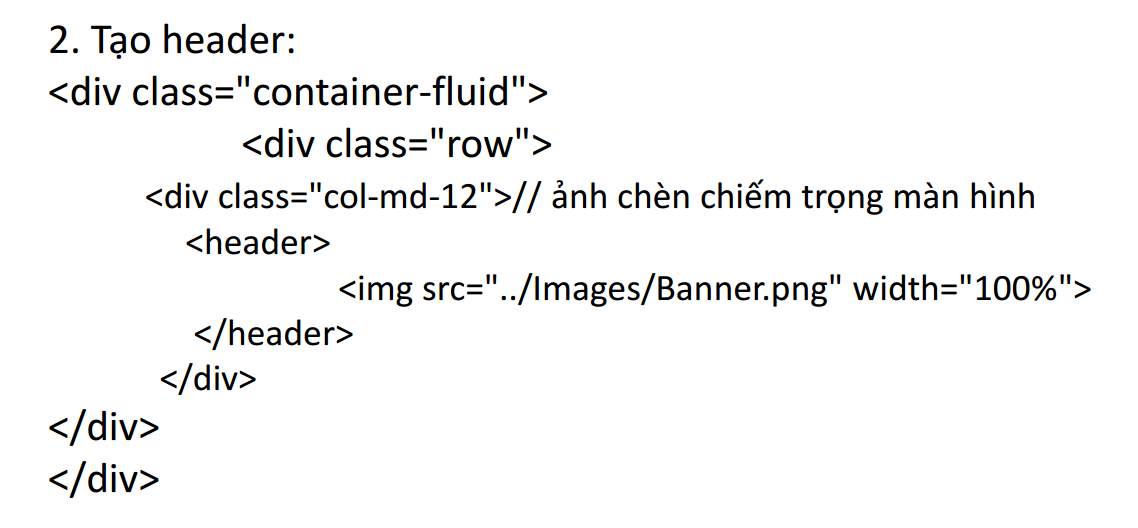 2. Tạo header:
<div class="container-fluid">
<div class="row">
<div class="col-md-12">// ảnh chèn chiếm trọng màn hình
<header>
<img src="../Images/Banner.png" width="100%">
</header>
</div>
</div>
</div>